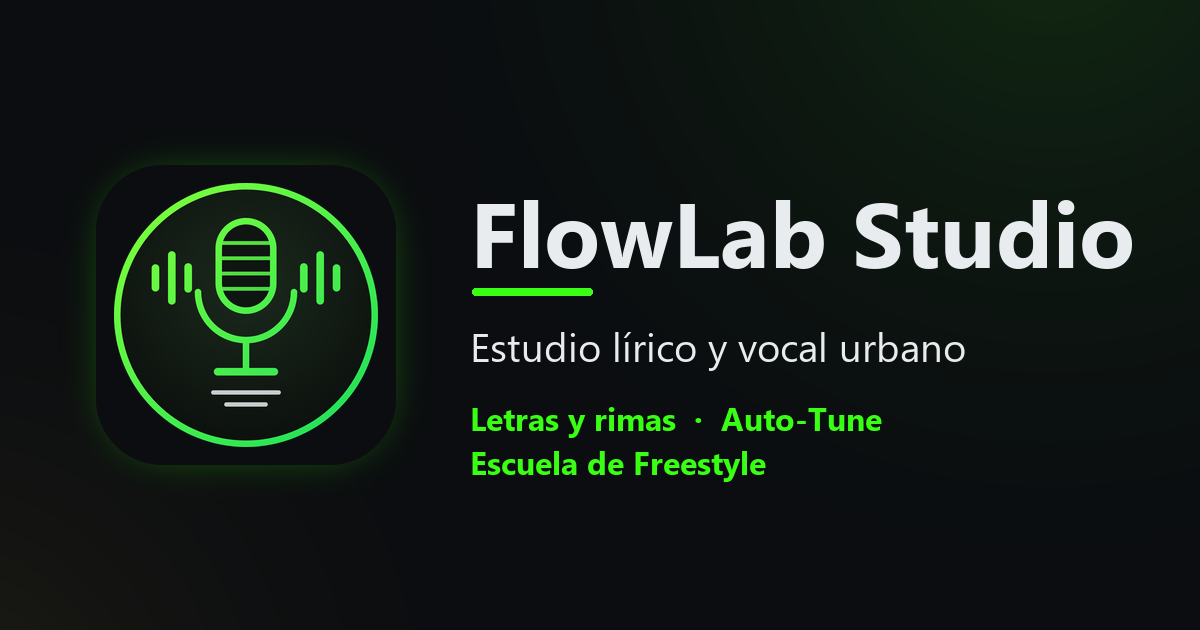 FlowLab Studio
Estudio lírico y vocal urbano
Letras y rimas · Auto-Tune
Escuela de Freestyle